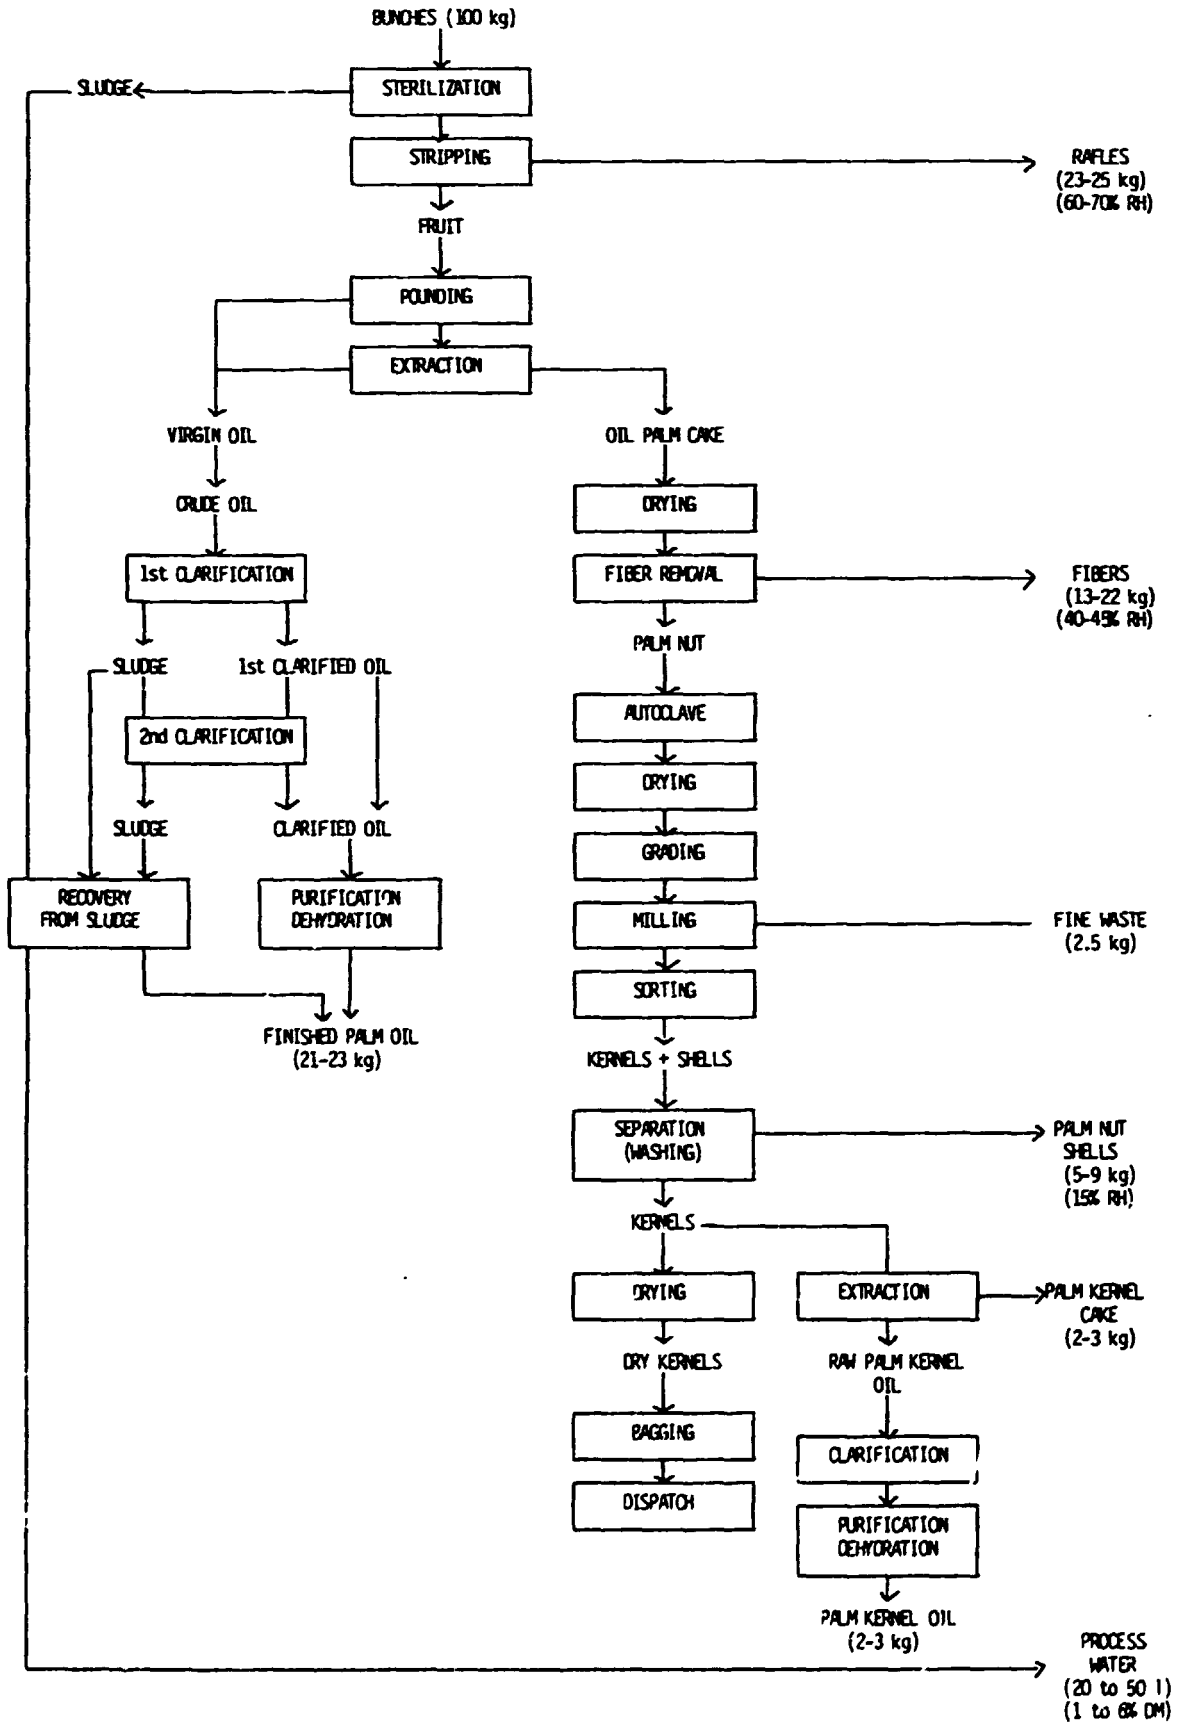 BUNCHES (100 kg)
SLUDGE
STERILIZATION
STRIPPING
RAFLES
(23-25 kg)
(60-70% RH)
FRUIT
POUNDING
EXTRACTION
VIRGIN OIL
OIL PALM CAKE
CRUDE OIL
DRYING
1st CLARIFICATION
FIBER REMOVAL
FIBERS
(13-22 kg)
(40-45% RH)
PALM NUT
SLUDGE
1st CLARIFIED OIL
AUTOCLAVE
2nd CLARIFICATION
DRYING
SLUDGE
CLARIFIED OIL
GRADING
RECOVERY
FROM SLUDGE
PURIFICATION
DEHYDRATION
MILLING
FINE WASTE
(2.5 kg)
SORTING
FINISHED PALM OIL
(21-23 kg)
KERNELS + SHELLS
SEPARATION
(WASHING)
PALM NUT
SHELLS
(5-9 kg)
(15% RH)
KERNELS
DRYING
EXTRACTION
PALM KERNEL
CAKE
(2-3 kg)
DRY KERNELS
RAW PALM KERNEL
OIL
BAGGING
CLARIFICATION
DISPATCH
PURIFICATION
DEHYDRATION
PALM KERNEL OIL
(2-3 kg)
PROCESS
WATER
(20 to 50 l)
(1 to 6% DM)